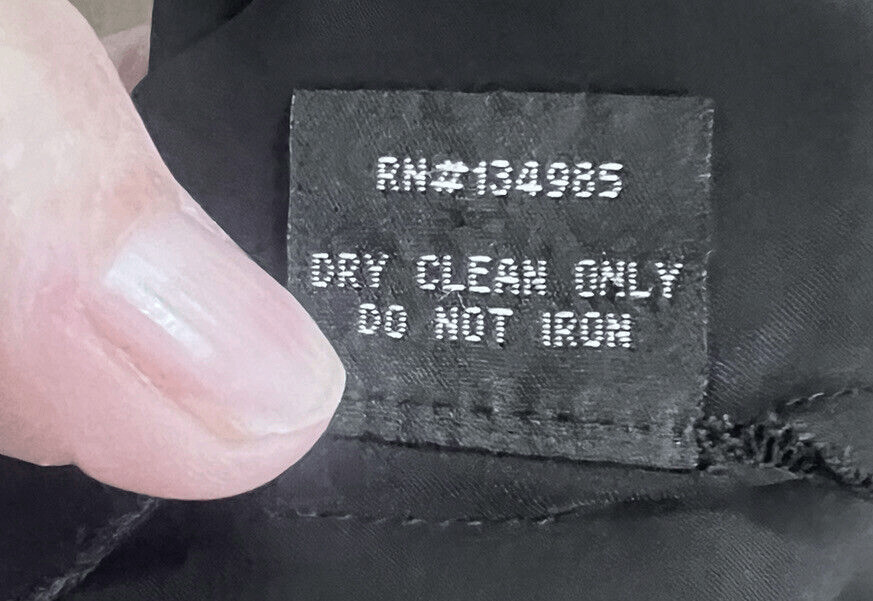 RN#134985
DRY CLEAN ONLY
DO NOT IRON